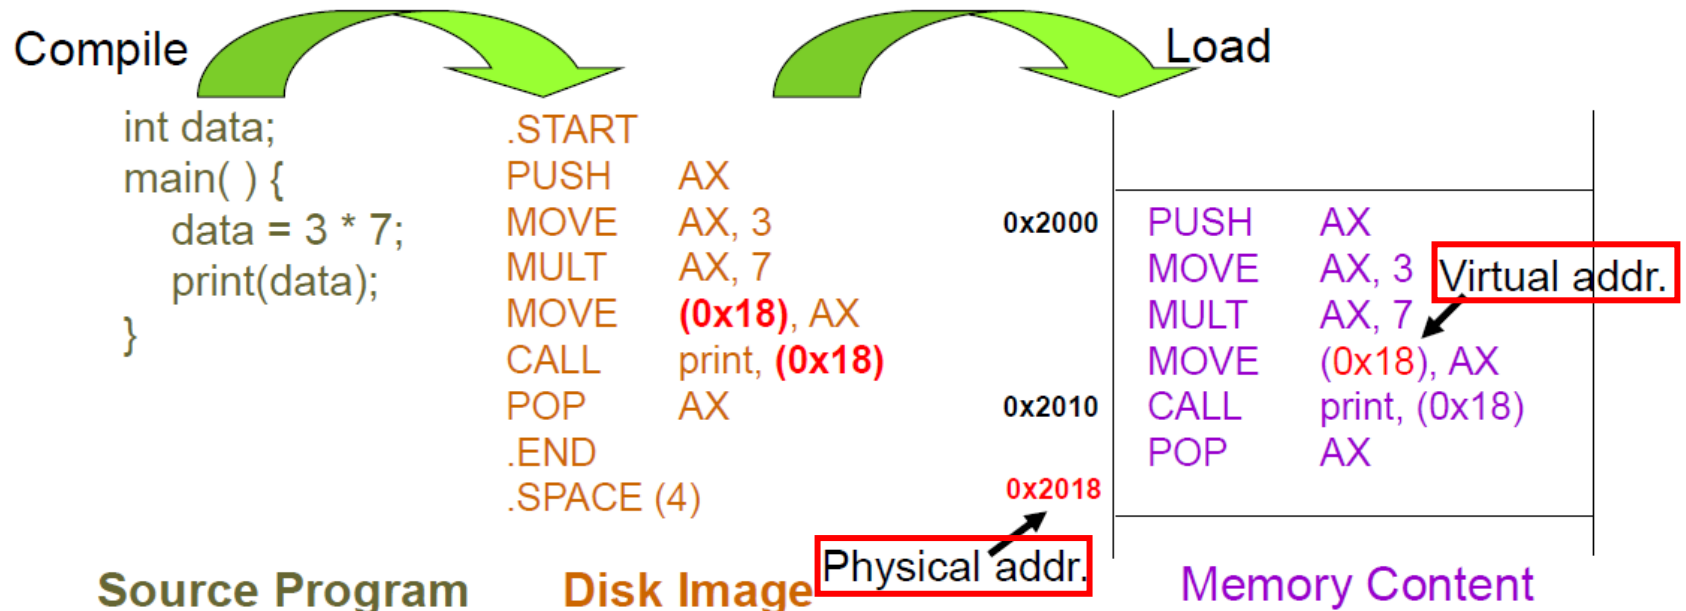 Compile
Load
int data;
main( ) {
data = 3 * 7;
print(data);
}
Source Program
.START
PUSH AX
MOVE AX, 3
MULT AX, 7
MOVE (0x18), AX
CALL print, (0x18)
POP AX
.END
.SPACE (4)
Disk Image
0x2000
0x2010
0x2018
Physical addr.
PUSH AX
MOVE AX, 3
MULT AX, 7
MOVE (0x18), AX
CALL print, (0x18)
POP AX
Virtual addr.
Memory Content